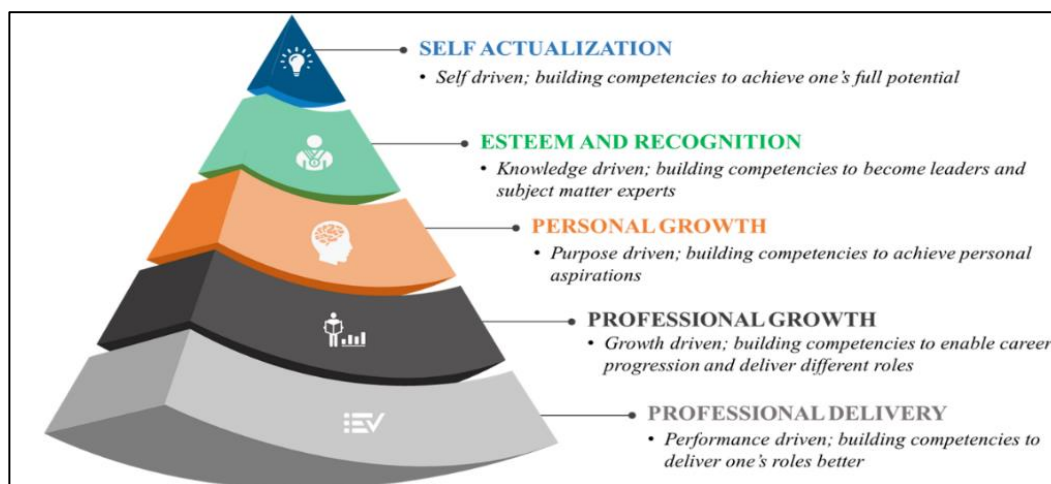 SELF ACTUALIZATION
• Self driven; building competencies to achieve one’s full potential
ESTEEM AND RECOGNITION
• Knowledge driven; building competencies to become leaders and
subject matter experts
PERSONAL GROWTH
• Purpose driven; building competencies to achieve personal
aspirations
PROFESSIONAL GROWTH
• Growth driven; building competencies to enable career
progression and deliver different roles
PROFESSIONAL DELIVERY
• Performance driven; building competencies to
deliver one’s roles better